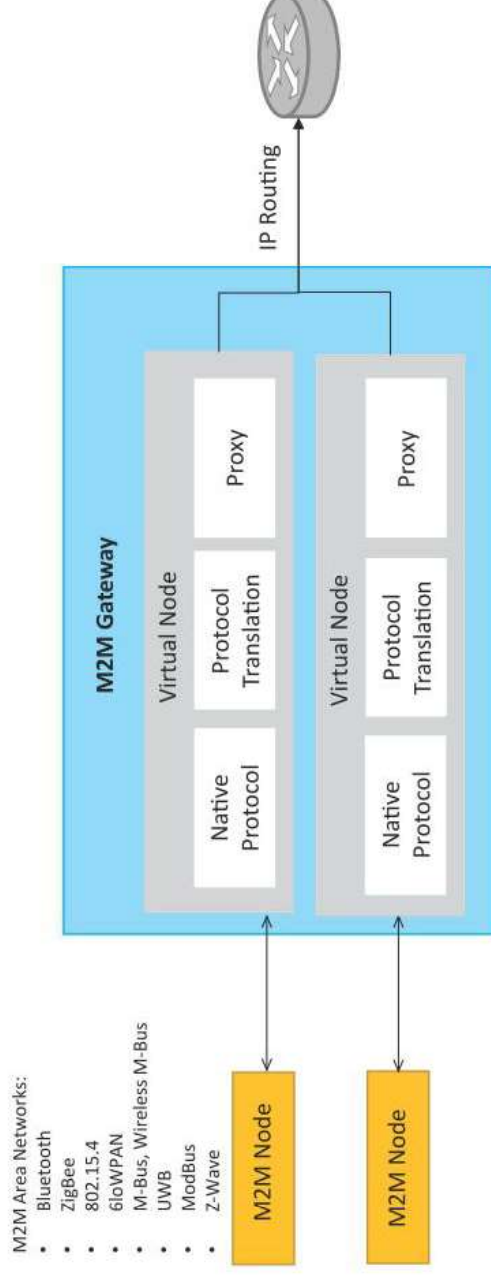 M2M Area Networks:
• Bluetooth
• ZigBee
• 802.15.4
• 6loWPAN
• M-Bus, Wireless M-Bus
• UWB
• ModBus
• Z-Wave
M2M Node
M2M Node
M2M Gateway
Virtual Node
Native
Protocol
Protocol
Translation
Proxy
Virtual Node
Native
Protocol
Protocol
Translation
Proxy
IP Routing